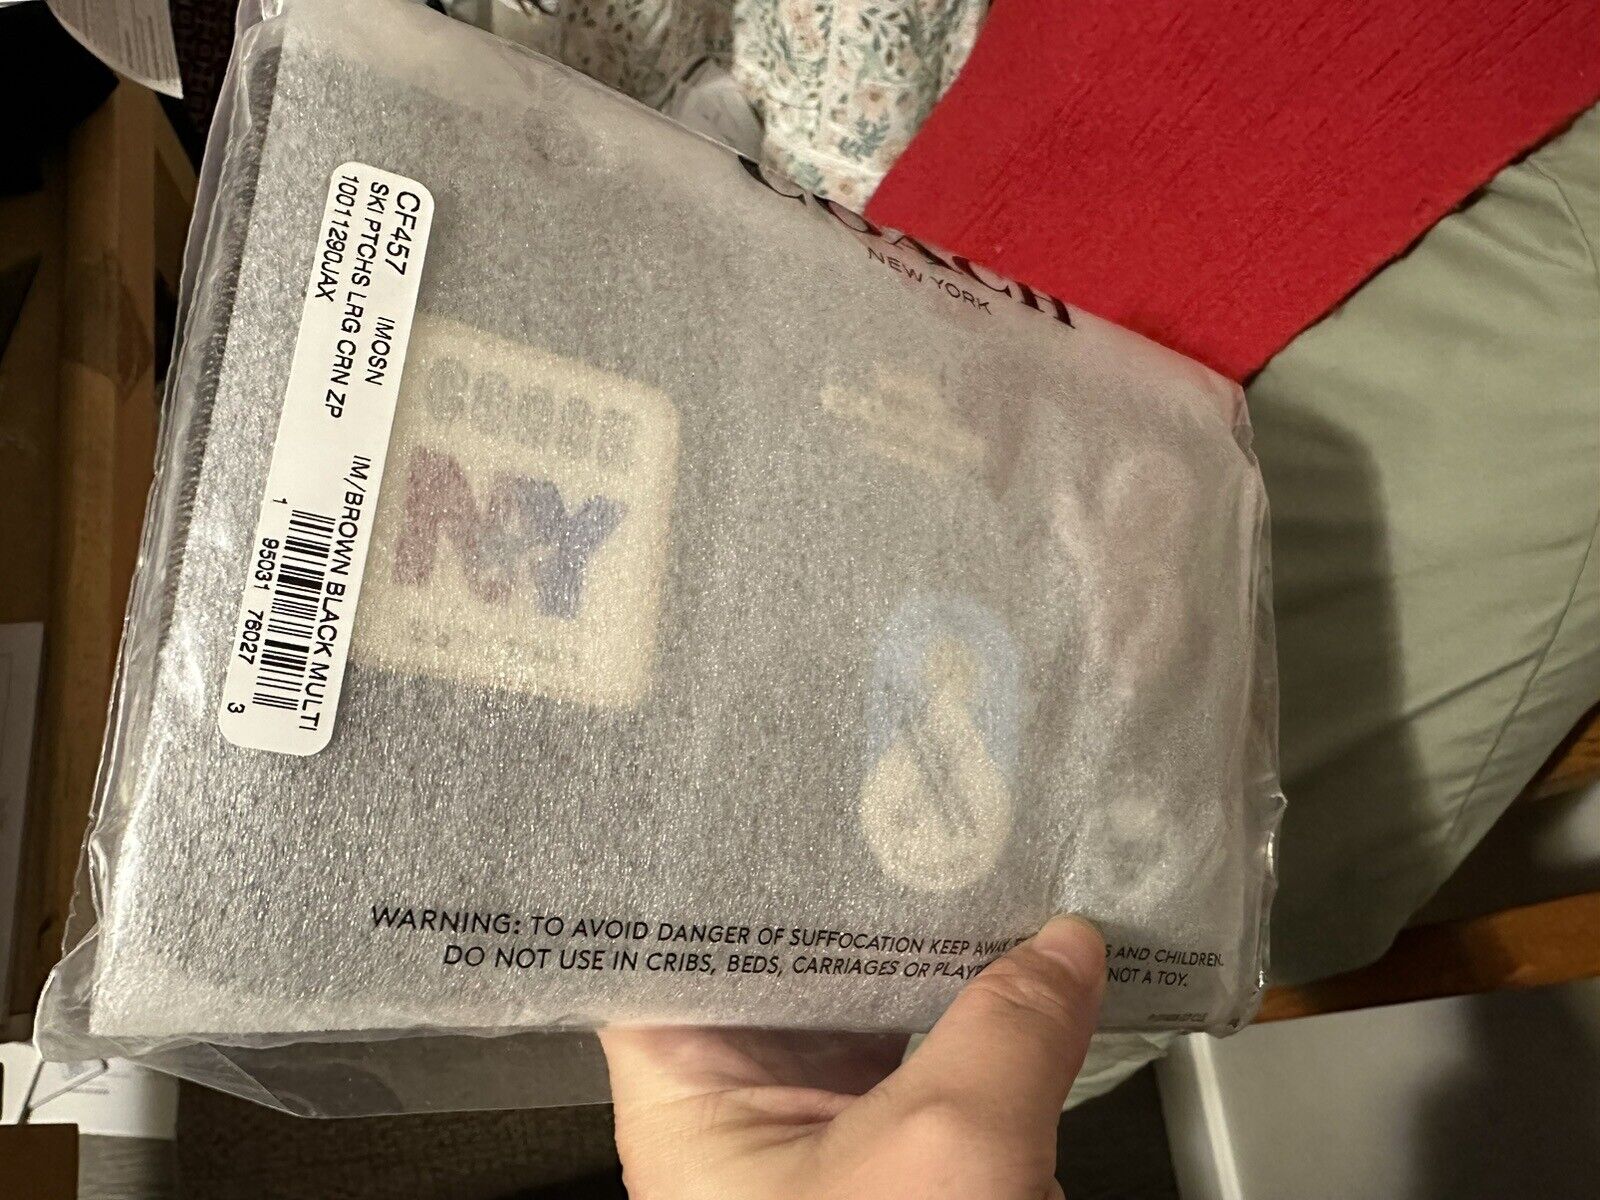 CF457 IMOSN IM/BROWN BLACK MULTI
SKI PTCHS LRG CRN ZP
1011290JAX
1 95031 76027 3
COACH
NEW YORK
NY
WARNING: TO AVOID DANGER OF SUFFOCATION KEEP AWAY S AND CHILDREN.
DO NOT USE IN CRIBS, BEDS, CARRIAGES OR PLAYP NOT A TOY.